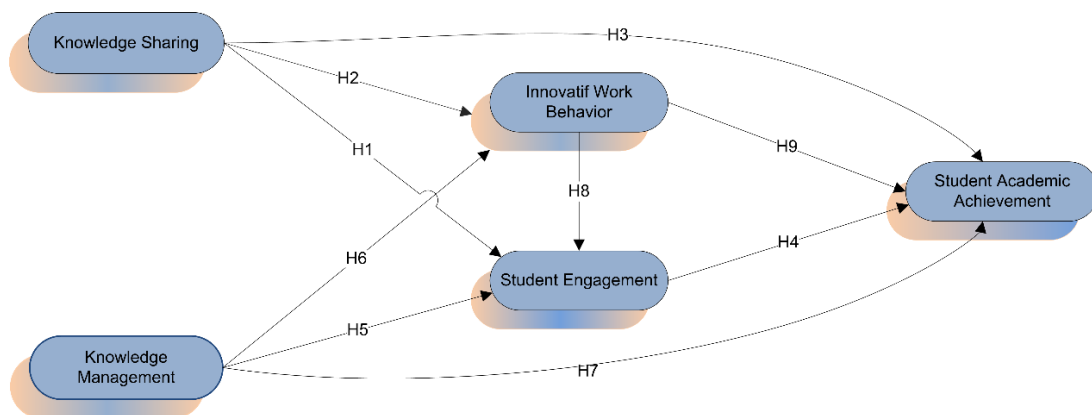 Knowledge Sharing
H3
H2
Innovatif Work
Behavior
H1
H9
H8
Student Academic
Achievement
H6
H4
Student Engagement
H5
Knowledge
Management
H7